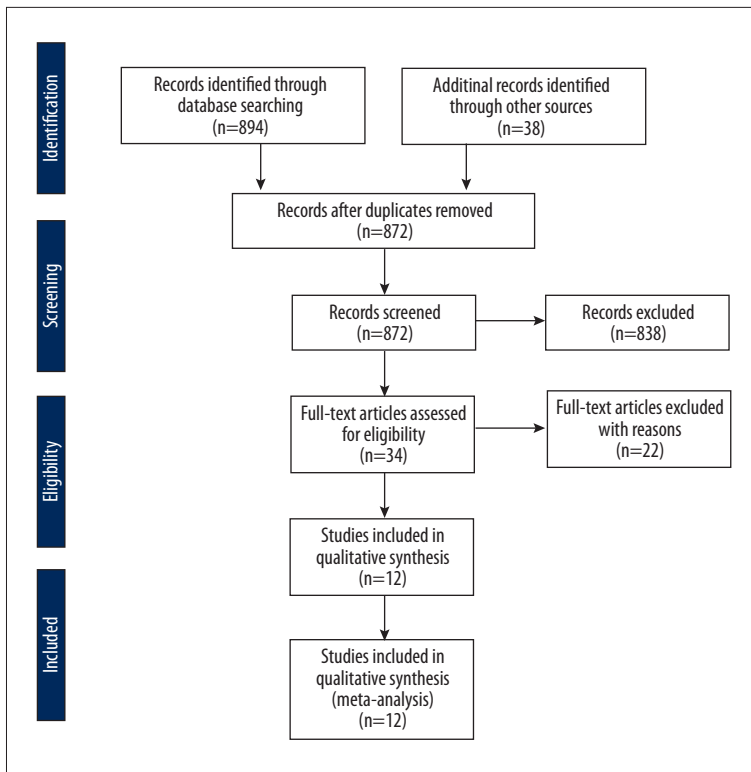 Identification
Records identified through
database searching
(n=894)
Additinal records identified
through other sources
(n=38)
Records after duplicates removed
(n=872)
Screening
Records screened
(n=872)
Records excluded
(n=838)
Eligibility
Full-text articles assessed
for eligibility
(n=34)
Full-text articles excluded
with reasons
(n=22)
Studies included in
qualitative synthesis
(n=12)
Included
Studies included in
qualitative synthesis
(meta-analysis)
(n=12)